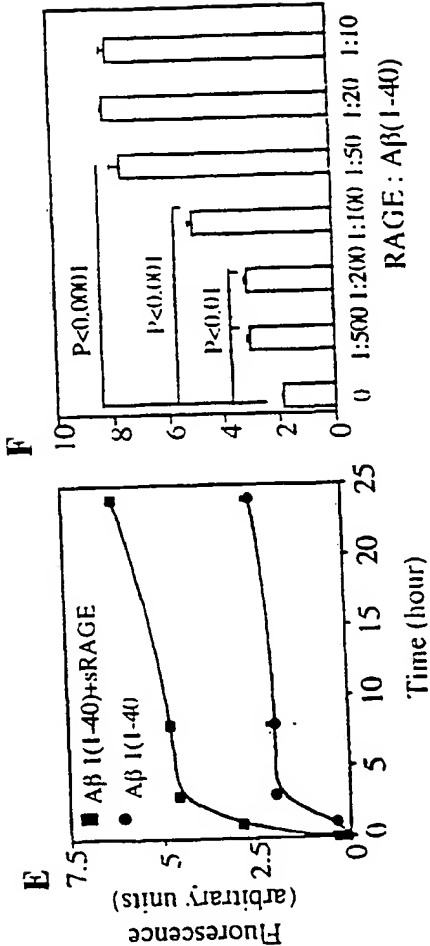 E
7.5
5
2.5
0
Fluorescence
(arbitrary units)
■ Aβ 1(1-40)+sRAGE
● Aβ 1(1-40
0 5 10 15 20 25
Time (hour)
F
10
8
6
4
2
0
P<0.0001
P<0.001
P<0.01
0 1:500 1:200 1:100 1:50 1:20 1:10
RAGE : Aβ(1-40)